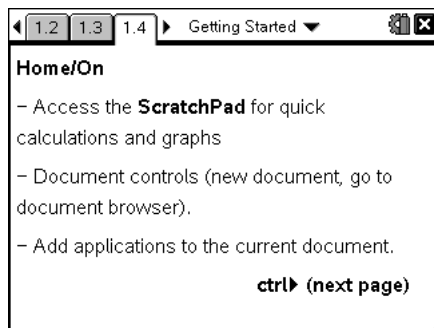 1.2 1.3 1.4 Getting Started
Home/On
– Access the ScratchPad for quick
calculations and graphs
– Document controls (new document, go to
document browser).
– Add applications to the current document.
ctrl▶ (next page)